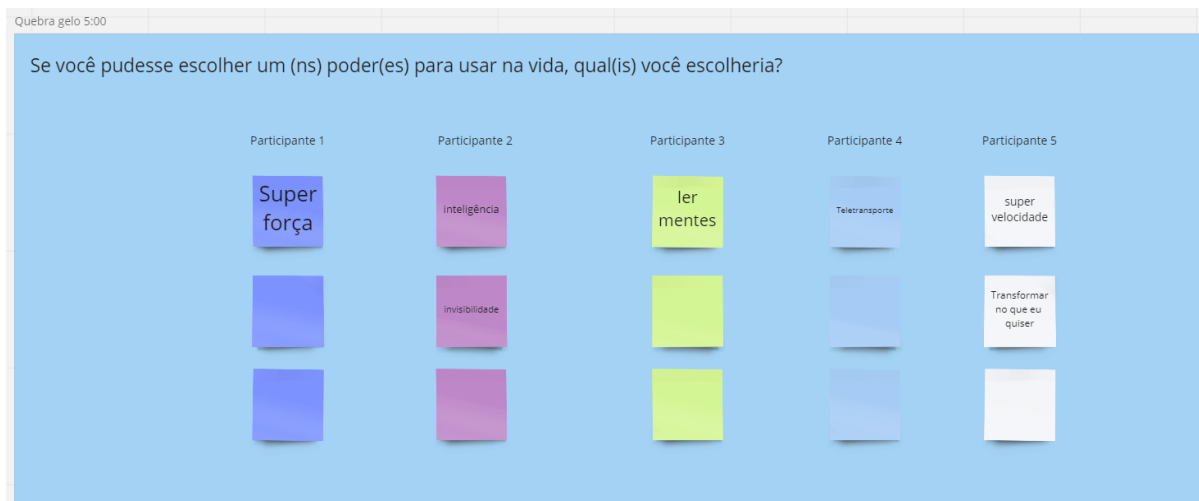 Quebra gelo 5:00
Se você pudesse escolher um (ns) poder(es) para usar na vida, qual(is) você escolheria?
Participante 1
Participante 2
Participante 3
Participante 4
Participante 5
Super
força
inteligência
ler
mentes
Teletransporte
super
velocidade
Invisibilidade
Transformar
no que eu
quiser